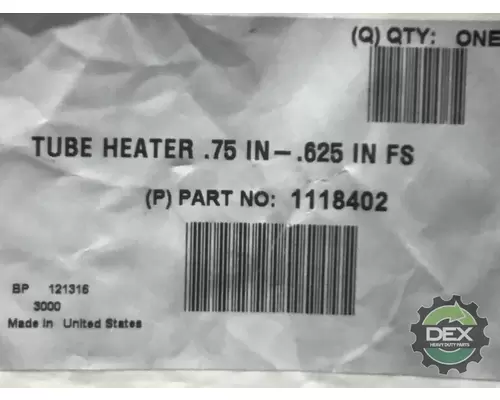 (Q) QTY: ONE
TUBE HEATER .75 IN-.625 IN FS
(P) PART NO: 1118402
BP 121316
3000
Made In United States
DEX
HEAVY DUTY PARTS